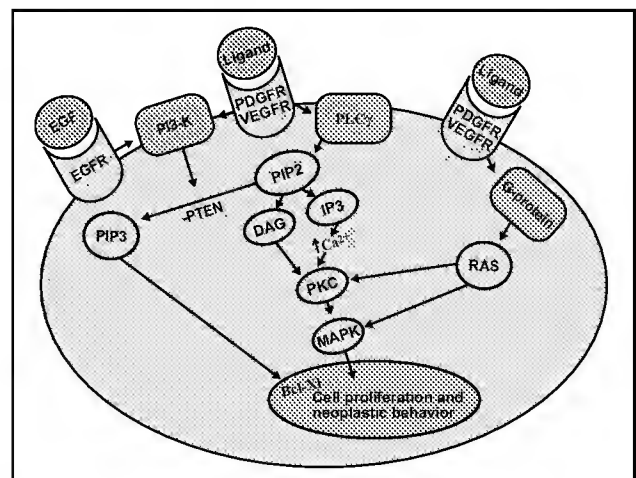 Ligand
PDGFR
VEGFR
EGF
EGFR
PI3-K
PLCγ
Ligand
PDGFR
VEGFR
G-protein
PIP2
-PTEN
PIP3
DAG
IP3
↑Ca²⁺
PKC
RAS
MAPK
Bcl-Xl
Cell proliferation and
neoplastic behavior